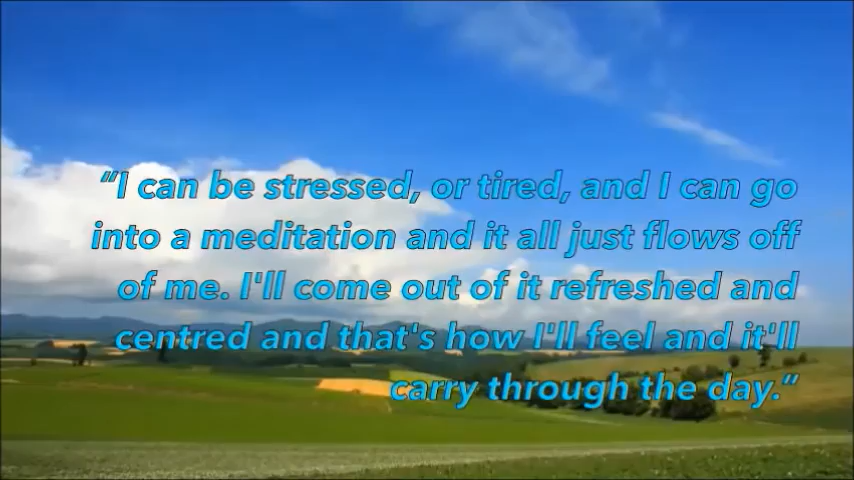 “I can be stressed, or tired, and I can go
into a meditation and it all just flows off
of me. I'll come out of it refreshed and
centred and that's how I'll feel and it'll
carry through the day.“